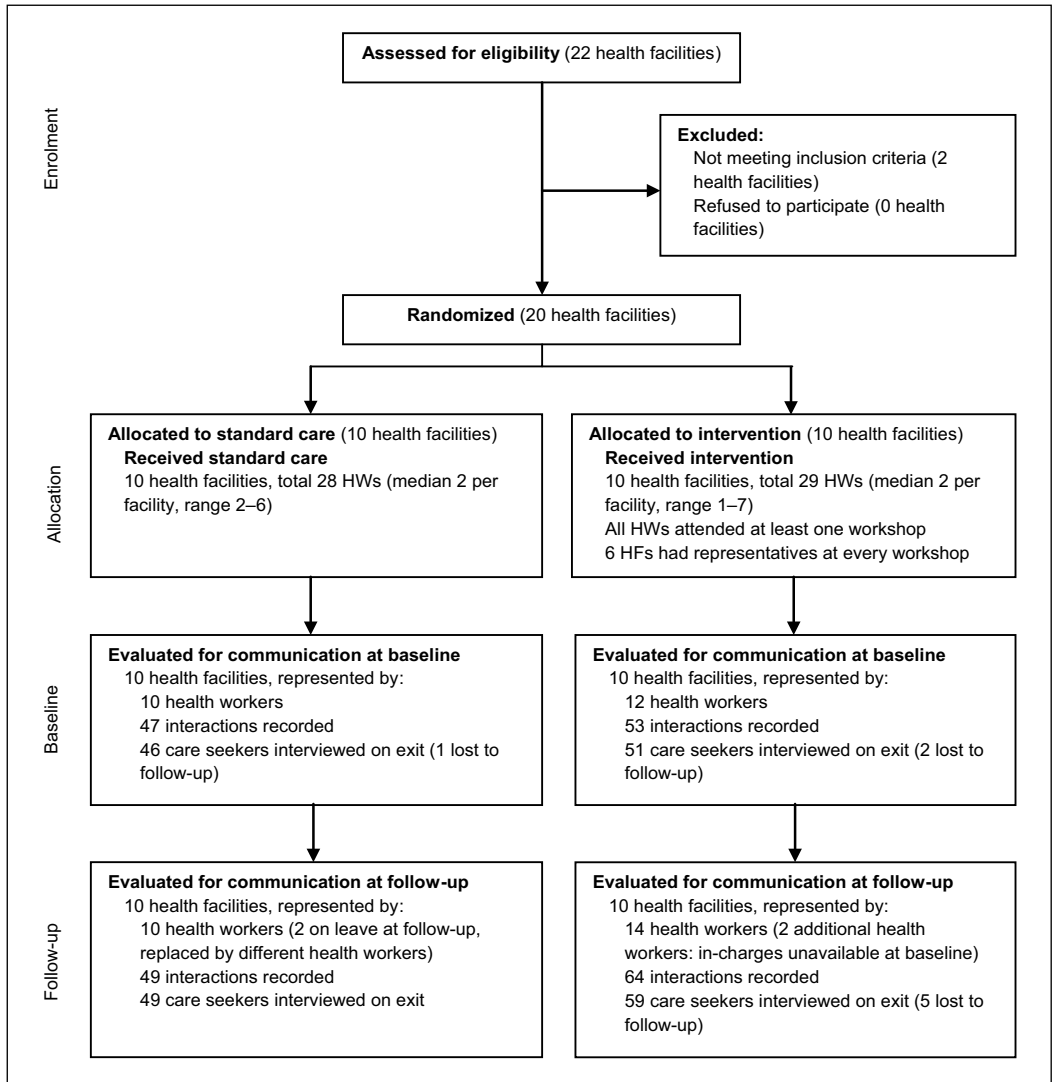 Assessed for eligibility (22 health facilities)
Enrolment
Excluded:
Not meeting inclusion criteria (2
health facilities)
Refused to participate (0 health
facilities)
Randomized (20 health facilities)
Allocation
Allocated to standard care (10 health facilities)
Received standard care
10 health facilities, total 28 HWs (median 2 per
facility, range 2–6)
Allocated to intervention (10 health facilities)
Received intervention
10 health facilities, total 29 HWs (median 2 per
facility, range 1–7)
All HWs attended at least one workshop
6 HFs had representatives at every workshop
Baseline
Evaluated for communication at baseline
10 health facilities, represented by:
10 health workers
47 interactions recorded
46 care seekers interviewed on exit (1 lost to
follow-up)
Evaluated for communication at baseline
10 health facilities, represented by:
12 health workers
53 interactions recorded
51 care seekers interviewed on exit (2 lost to
follow-up)
Follow-up
Evaluated for communication at follow-up
10 health facilities, represented by:
10 health workers (2 on leave at follow-up,
replaced by different health workers)
49 interactions recorded
49 care seekers interviewed on exit
Evaluated for communication at follow-up
10 health facilities, represented by:
14 health workers (2 additional health
workers: in-charges unavailable at baseline)
64 interactions recorded
59 care seekers interviewed on exit (5 lost to
follow-up)